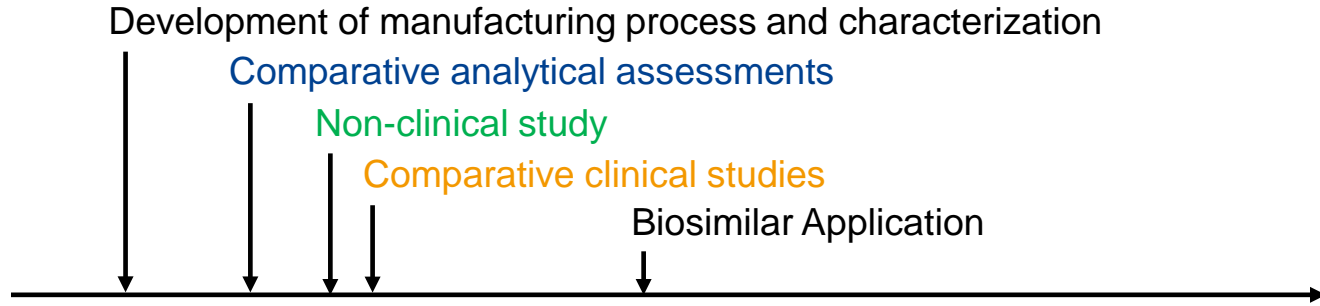 Development of manufacturing process and characterization
Comparative analytical assessments
Non-clinical study
Comparative clinical studies
Biosimilar Application